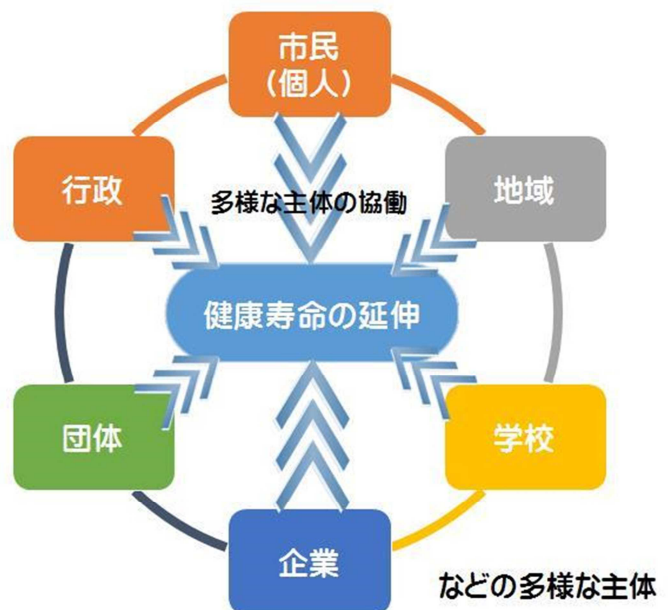 市民
(個人)
行政
地域
多様な主体の協働
健康寿命の延伸
団体
学校
企業
などの多様な主体